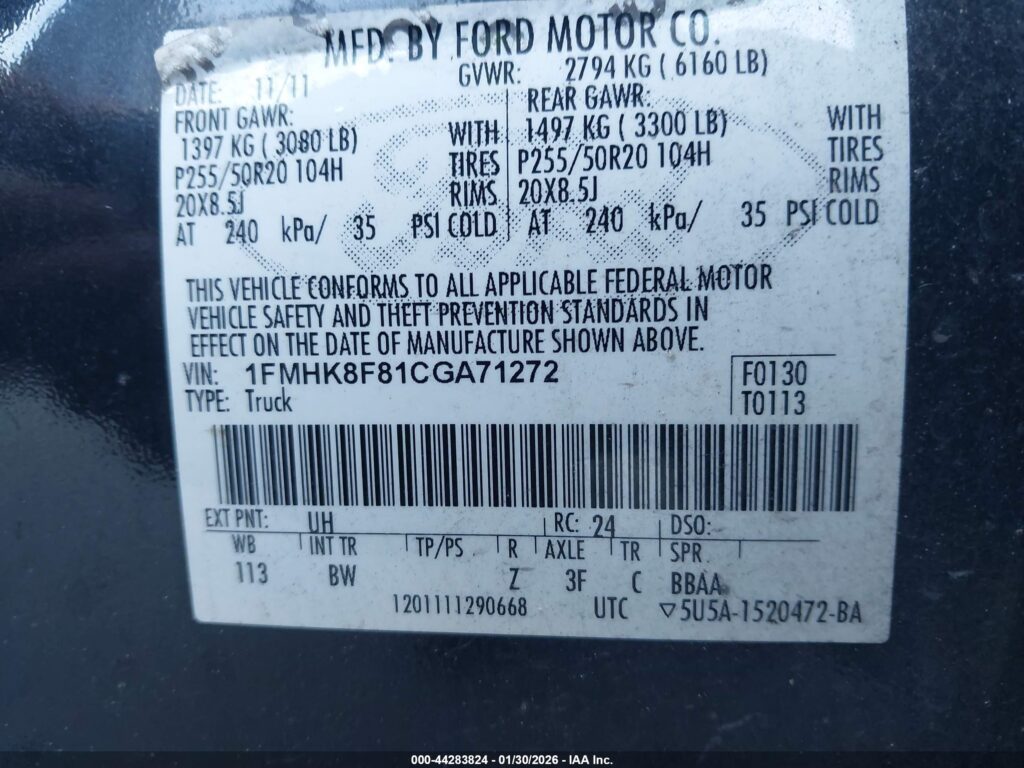 MFD. BY FORD MOTOR CO.
DATE: 11/11 GVWR: 2794 KG ( 6160 LB)
FRONT GAWR: REAR GAWR:
1397 KG ( 3080 LB) WITH 1497 KG ( 3300 LB) WITH
P255/50R20 104H TIRES P255/50R20 104H TIRES
20X8.5J RIMS 20X8.5J RIMS
AT 240 kPa/ 35 PSI COLD AT 240 kPa/ 35 PSI COLD
THIS VEHICLE CONFORMS TO ALL APPLICABLE FEDERAL MOTOR
VEHICLE SAFETY AND THEFT PREVENTION STANDARDS IN
EFFECT ON THE DATE OF MANUFACTURE SHOWN ABOVE.
VIN: 1FMHK8F81CGA71272 F0130
TYPE: Truck T0113
EXT PNT: UH RC: 24 DSO:
WB INT TR TP/PS R AXLE TR SPR
113 BW Z 3F C BBAA
1201111290668 UTC ▽5U5A-1520472-BA
000-44283824 - 01/30/2026 - IAA Inc.